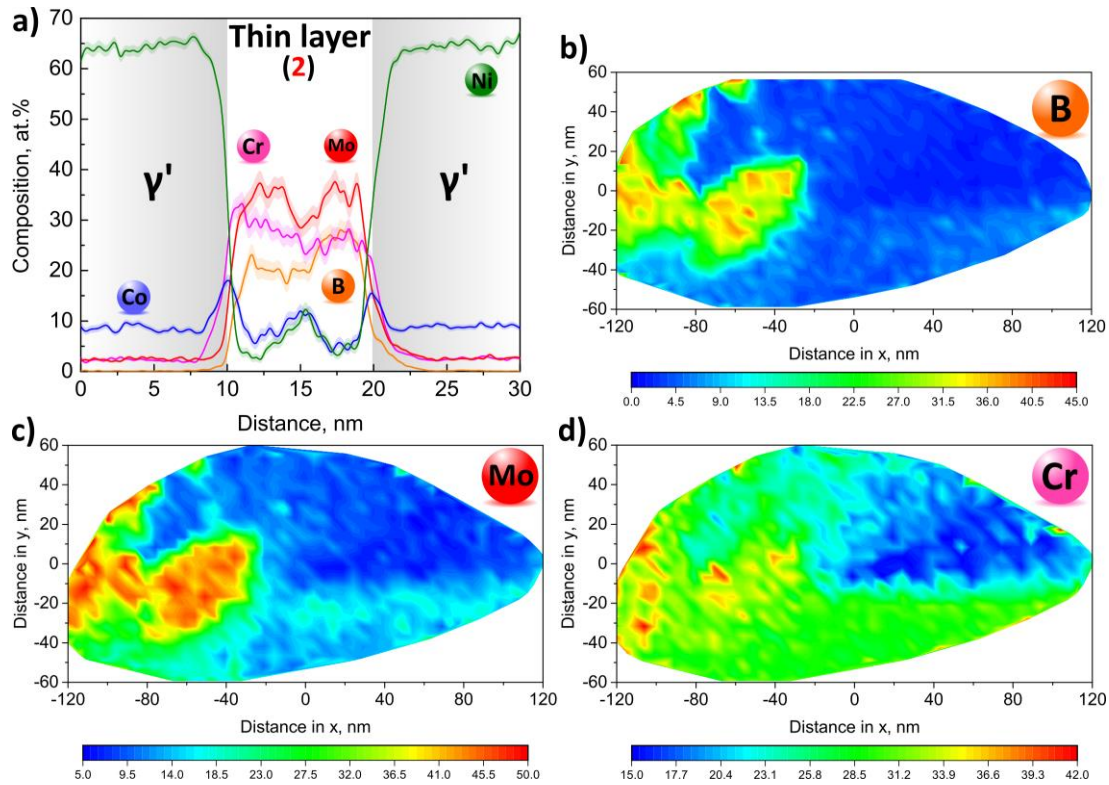 a)
70
60
50
40
30
20
10
0
Composition, at.%
Thin layer
(2)
Ni
Cr
Mo
γ'
γ'
Co
B
0 5 10 15 20 25 30
Distance, nm
b)
B
60
40
20
0
-20
-40
-60
Distance in y, nm
-120 -80 -40 0 40 80 120
Distance in x, nm
0.0 4.5 9.0 13.5 18.0 22.5 27.0 31.5 36.0 40.5 45.0
c)
Mo
60
40
20
0
-20
-40
-60
Distance in y, nm
-120 -80 -40 0 40 80 120
Distance in x, nm
5.0 9.5 14.0 18.5 23.0 27.5 32.0 36.5 41.0 45.5 50.0
d)
Cr
60
40
20
0
-20
-40
-60
Distance in y, nm
-120 -80 -40 0 40 80 120
Distance in x, nm
15.0 17.7 20.4 23.1 25.8 28.5 31.2 33.9 36.6 39.3 42.0